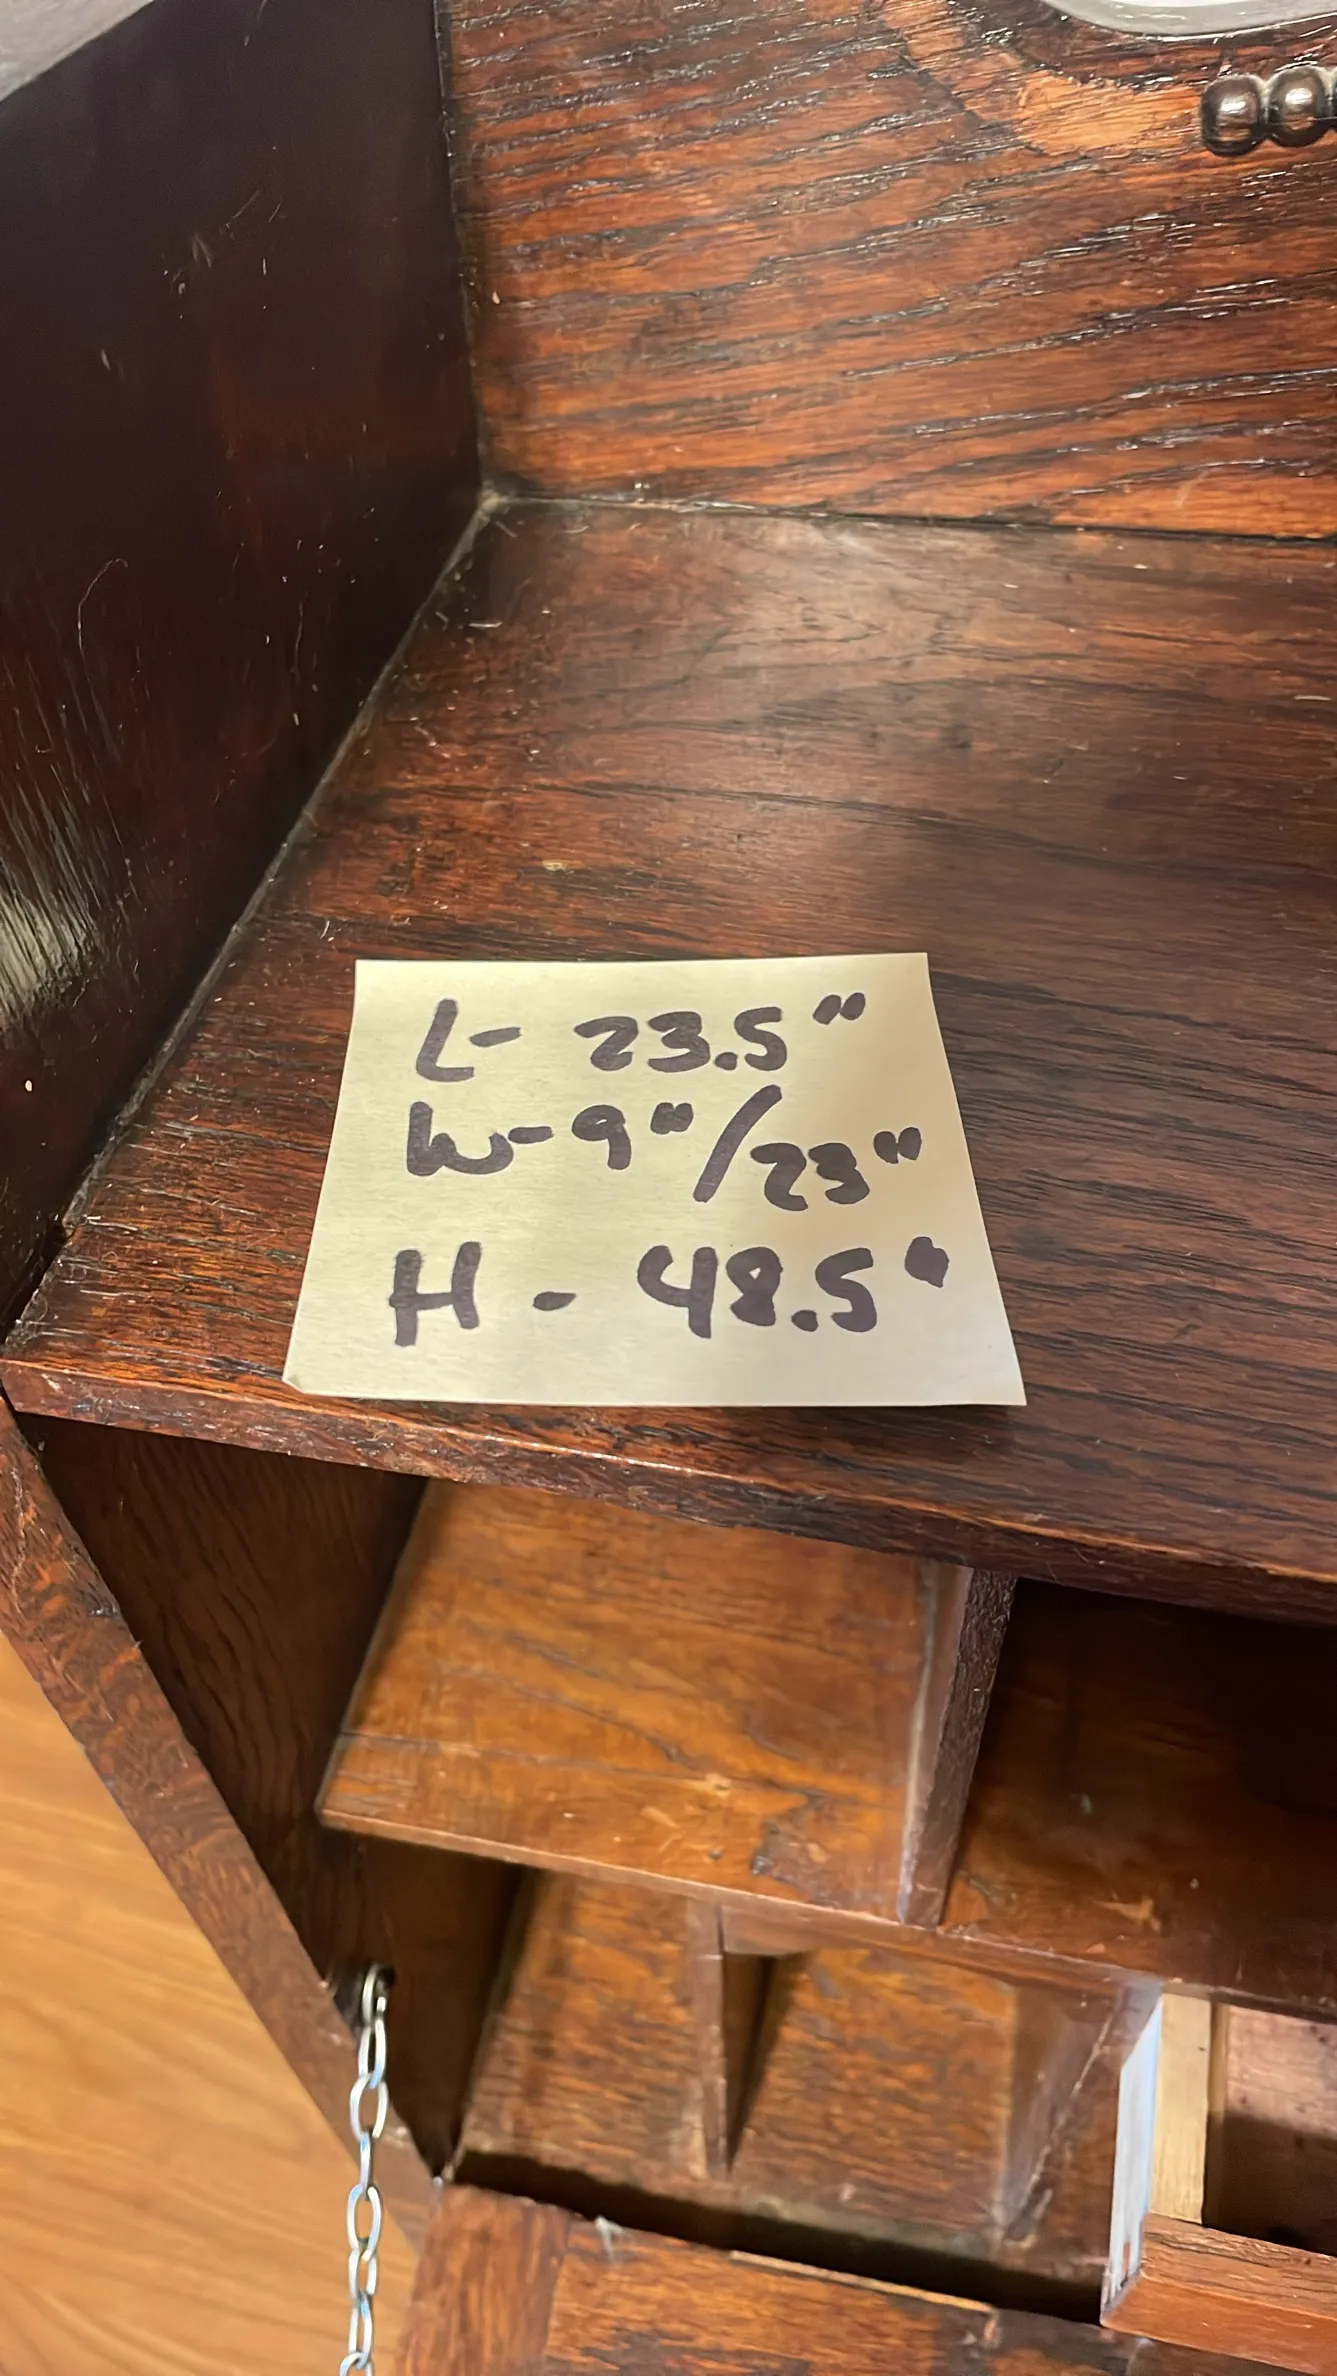 L- 23.5"
W- 9"/23"
H - 48.5"